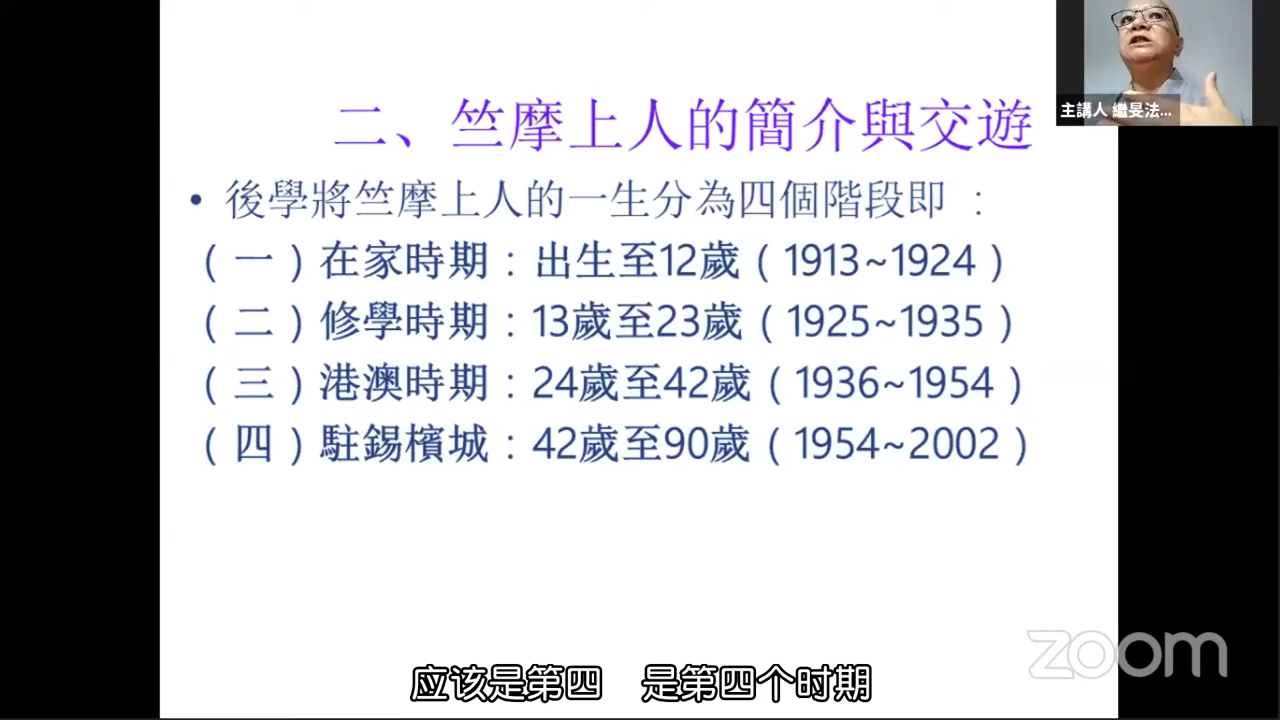 二、竺摩上人的簡介與交遊
主講人 繼旻法...
• 後學將竺摩上人的一生分為四個階段即 ：
（一）在家時期：出生至12歲（1913~1924）
（二）修學時期：13歲至23歲（1925~1935）
（三）港澳時期：24歲至42歲（1936~1954）
（四）駐錫檳城：42歲至90歲（1954~2002）
zoom
应该是第四 是第四个时期